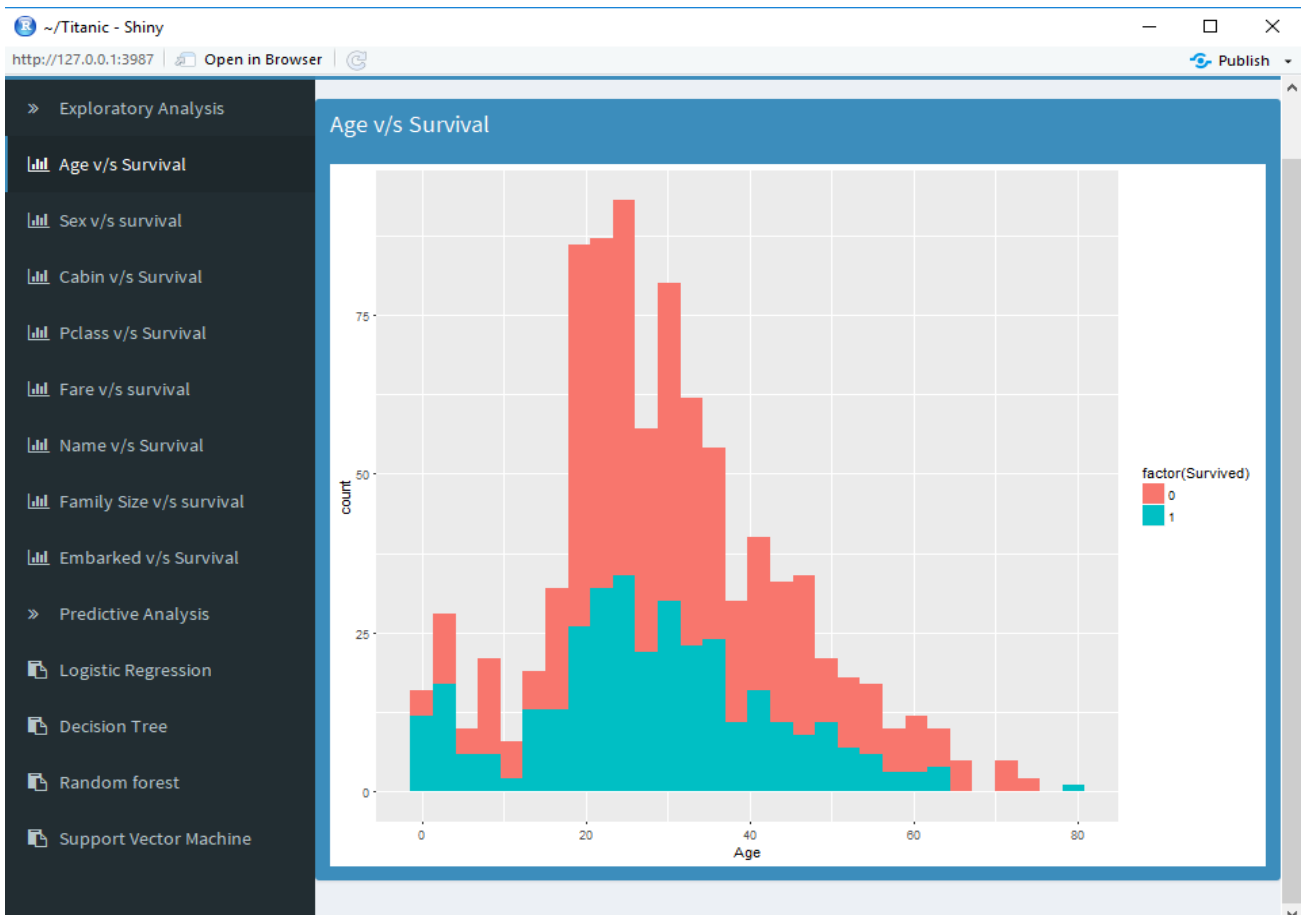 ~/Titanic - Shiny
http://127.0.0.1:3987 Open in Browser Publish
Exploratory Analysis
Age v/s Survival
Sex v/s survival
Cabin v/s Survival
Pclass v/s Survival
Fare v/s survival
Name v/s Survival
Family Size v/s survival
Embarked v/s Survival
Predictive Analysis
Logistic Regression
Decision Tree
Random forest
Support Vector Machine
Age v/s Survival
75
50
25
0
count
0 20 40 60 80
Age
factor(Survived)
0
1